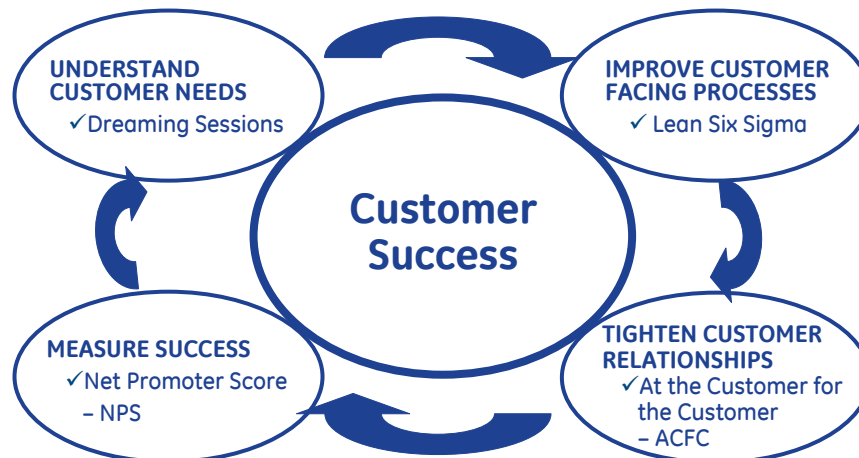 UNDERSTAND
CUSTOMER NEEDS
✓Dreaming Sessions
IMPROVE CUSTOMER
FACING PROCESSES
✓ Lean Six Sigma
Customer
Success
MEASURE SUCCESS
✓Net Promoter Score
– NPS
TIGHTEN CUSTOMER
RELATIONSHIPS
✓At the Customer for
the Customer
– ACFC